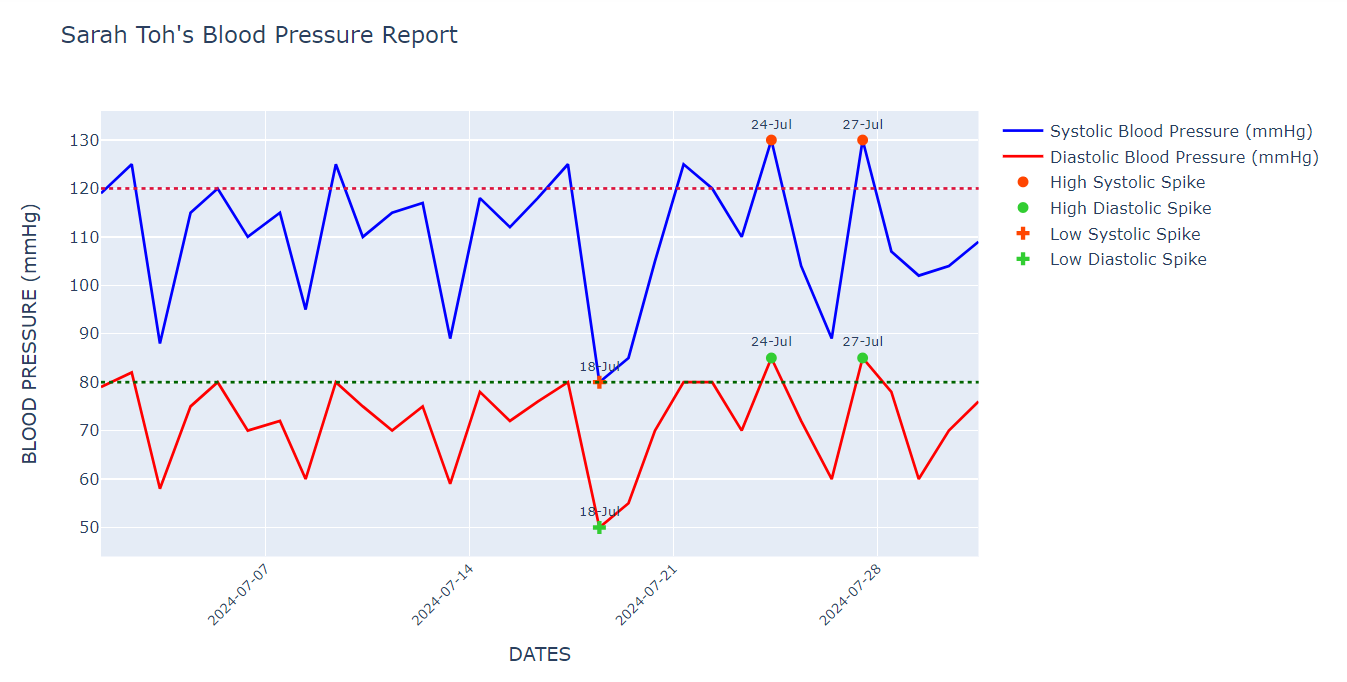 Sarah Toh's Blood Pressure Report
24-Jul 27-Jul
130
120
110
100
90
80
70
60
50
24-Jul 27-Jul
18-Jul
18-Jul
BLOOD PRESSURE (mmHg)
2024-07-07
2024-07-14
2024-07-21
2024-07-28
DATES
Systolic Blood Pressure (mmHg)
Diastolic Blood Pressure (mmHg)
High Systolic Spike
High Diastolic Spike
Low Systolic Spike
Low Diastolic Spike